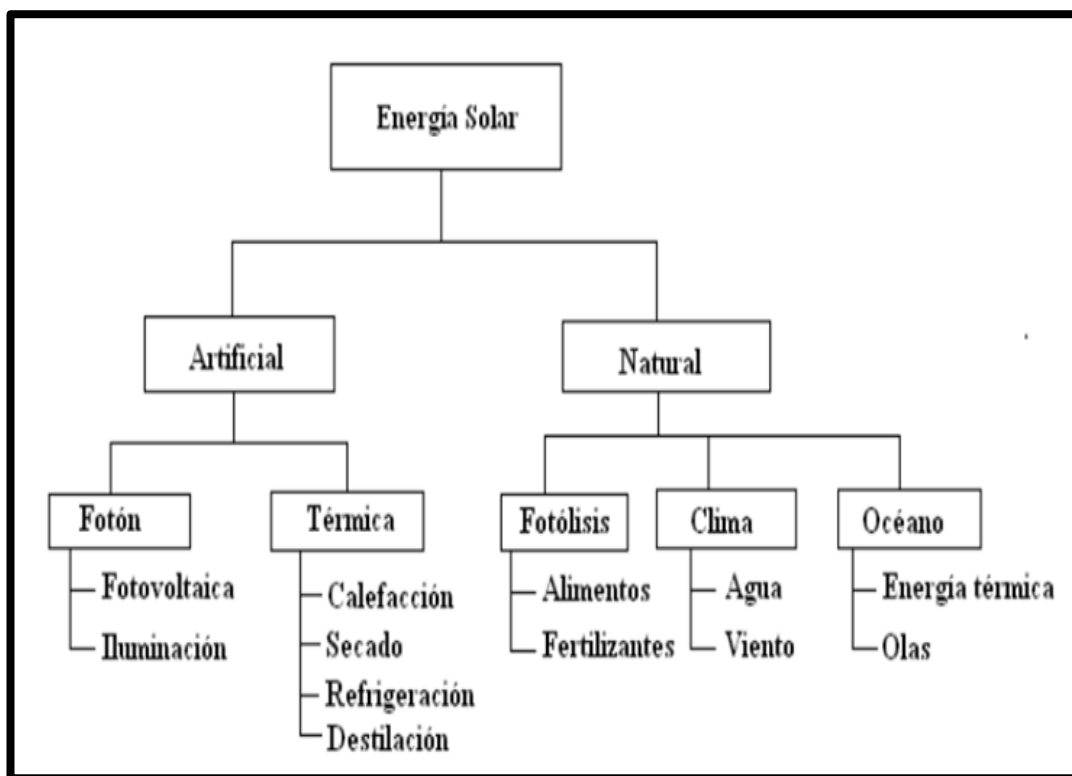 Energía Solar
Artificial
Natural
Fotón
Térmica
Fotólisis
Clima
Océano
Fotovoltaica
Iluminación
Calefacción
Secado
Refrigeración
Destilación
Alimentos
Fertilizantes
Agua
Viento
Energía térmica
Olas